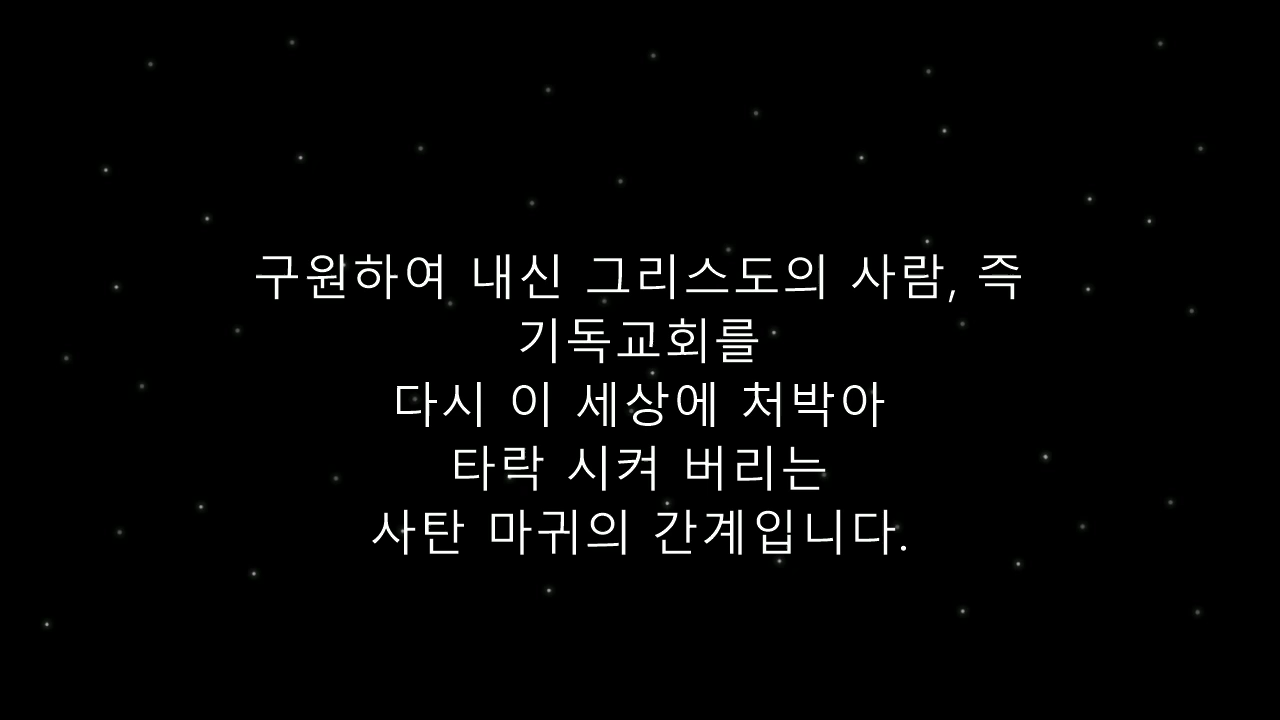 구원하여 내신 그리스도의 사람, 즉
기독교회를
다시 이 세상에 처박아
타락 시켜 버리는
사탄 마귀의 간계입니다.